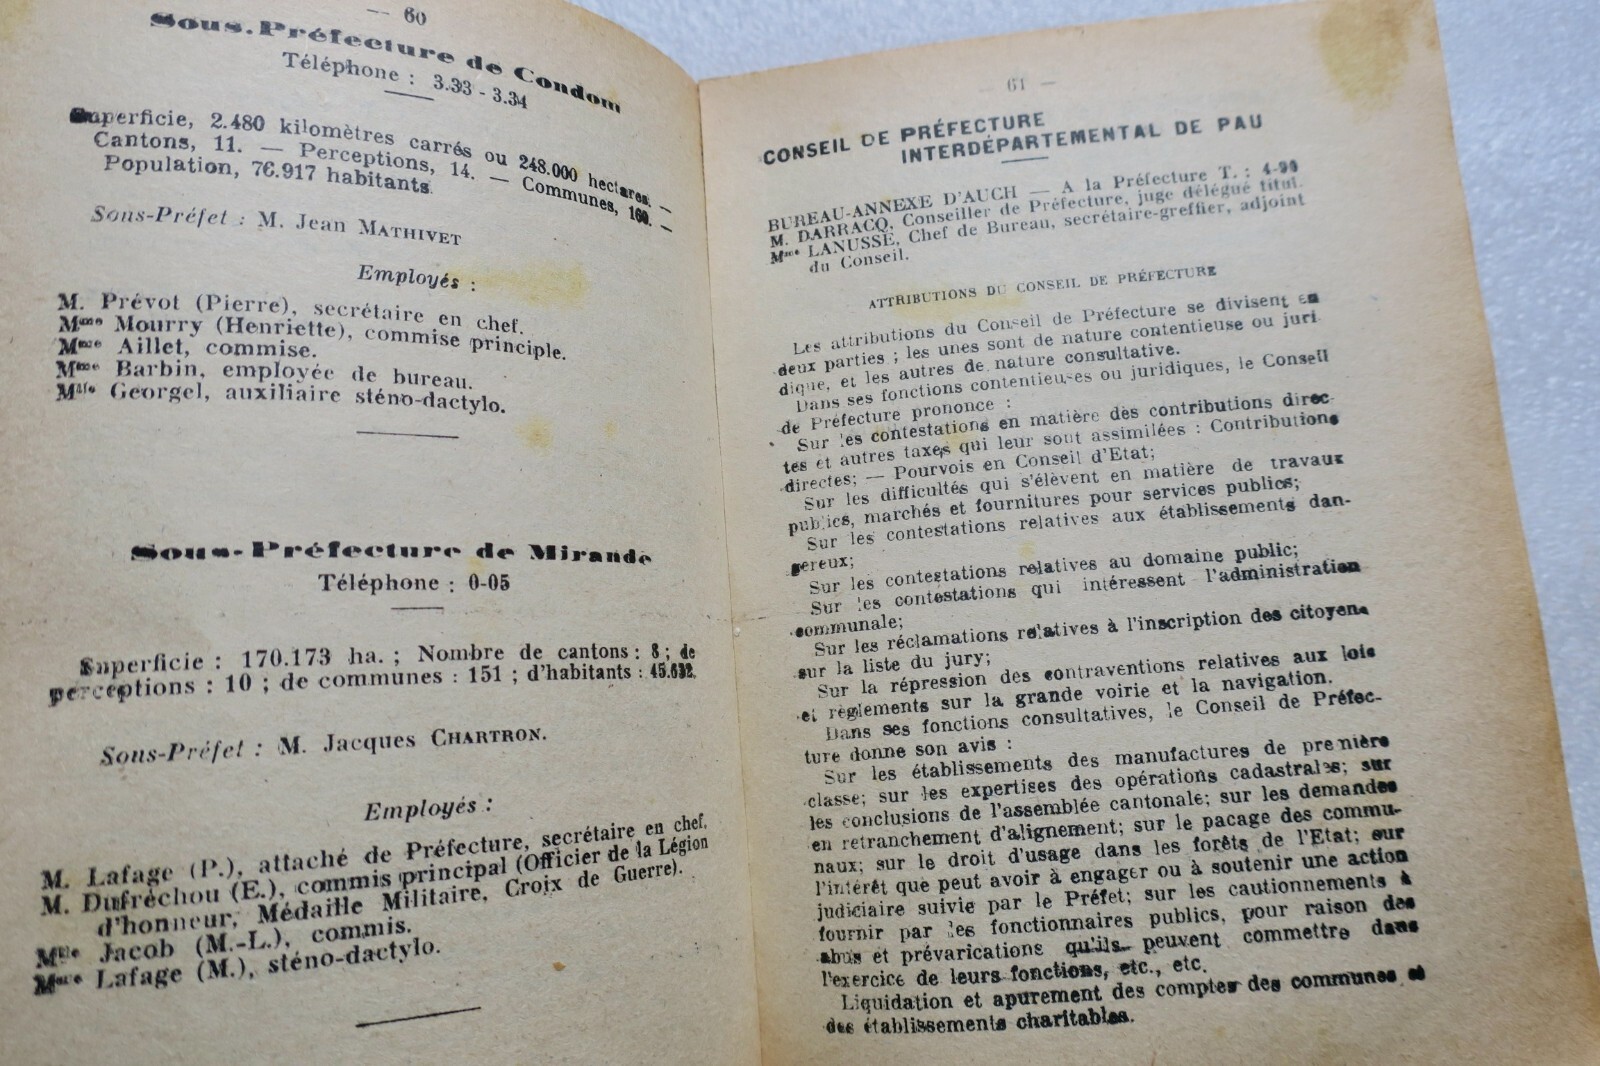 — 60
Sous-Préfecture de Condom
Téléphone : 3.33 - 3.34
Superficie, 2.480 kilomètres carrés ou 248.000 hectares. —
Cantons, 11. — Perceptions, 14. — Communes, 160. —
Population, 76.917 habitants.
Sous-Préfet : M. Jean MATHIVET
Employés :
M. Prévot (Pierre), secrétaire en chef.
Mme Mourry (Henriette), commise principle.
Mme Aillet, commise.
Mme Barbin, employée de bureau.
Mlle Georgel, auxiliaire sténo-dactylo.
Sous-Préfecture de Mirande
Téléphone : 0-05
Superficie : 170.173 ha. ; Nombre de cantons : 8 ; de
perceptions : 10 ; de communes : 151 ; d'habitants : 45.632.
Sous-Préfet : M. Jacques CHARTRON.
Employés :
M. Lafage (P.), attaché de Préfecture, secrétaire en chef.
M. Dufréchou (E.), commis principal (Officier de la Légion
d'honneur, Médaille Militaire, Croix de Guerre).
Mlle Jacob (M.-L.), commis.
Mme Lafage (M.), sténo-dactylo.
— 61 —
CONSEIL DE PRÉFECTURE
INTERDÉPARTEMENTAL DE PAU
BUREAU-ANNEXE D'AUCH — A la Préfecture T. : 4-90
M. DARRACQ, Conseiller de Préfecture, juge délégué titul.
Mme LANUSSE, Chef de Bureau, secrétaire-greffier, adjoint
du Conseil.
ATTRIBUTIONS DU CONSEIL DE PRÉFECTURE
Les attributions du Conseil de Préfecture se divisent en
deux parties ; les unes sont de nature contentieuse ou juri
dique, et les autres de nature consultative.
Dans ses fonctions contentieuses ou juridiques, le Conseil
de Préfecture prononce :
Sur les contestations en matière des contributions direc-
tes et autres taxes qui leur sont assimilées : Contributions
directes; — Pourvois en Conseil d'Etat;
Sur les difficultés qui s'élèvent en matière de travaux
publics, marchés et fournitures pour services publics;
Sur les contestations relatives aux établissements dan-
gereux;
Sur les contestations relatives au domaine public;
Sur les contestations qui intéressent l'administration
communale;
Sur les réclamations relatives à l'inscription des citoyens
sur la liste du jury;
Sur la répression des contraventions relatives aux lois
et règlements sur la grande voirie et la navigation.
Dans ses fonctions consultatives, le Conseil de Préfec-
ture donne son avis :
Sur les établissements des manufactures de première
classe; sur les expertises des opérations cadastrales; sur
les conclusions de l'assemblée cantonale; sur les demandes
en retranchement d'alignement; sur le pacage des commu-
naux; sur le droit d'usage dans les forêts de l'Etat; sur
l'intérêt que peut avoir à engager ou à soutenir une action
judiciaire suivie par le Préfet; sur les cautionnements à
fournir par les fonctionnaires publics, pour raison des
abus et prévarications qu'ils peuvent commettre dans
l'exercice de leurs fonctions, etc., etc.
Liquidation et apurement des comptes des communes et
des établissements charitables.